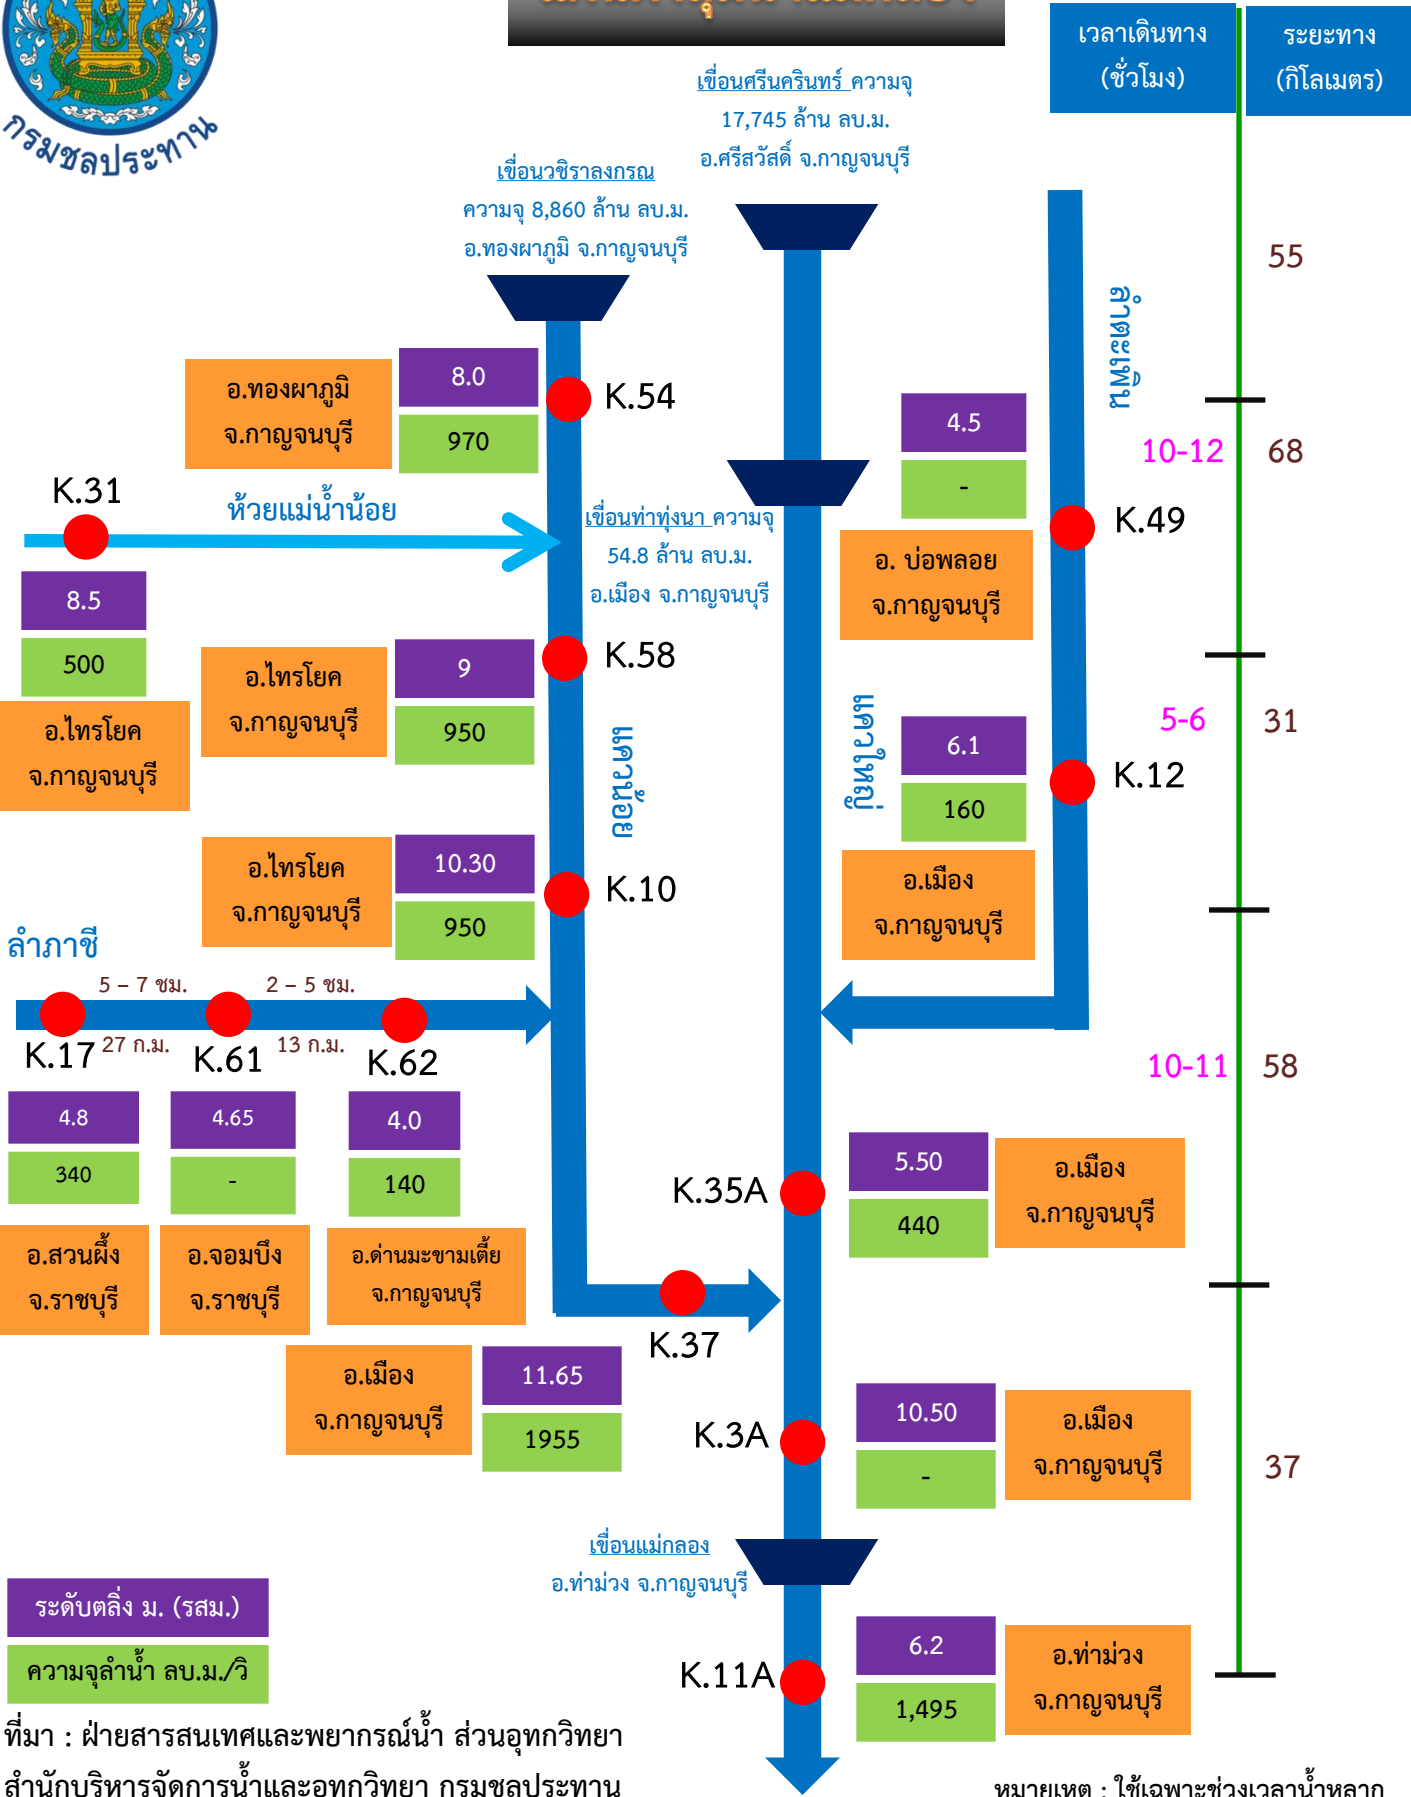 กรมชลประทาน
เวลาเดินทาง
(ชั่วโมง)
ระยะทาง
(กิโลเมตร)
เขื่อนศรีนครินทร์ ความจุ
17,745 ล้าน ลบ.ม.
อ.ศรีสวัสดิ์ จ.กาญจนบุรี
เขื่อนวชิราลงกรณ
ความจุ 8,860 ล้าน ลบ.ม.
อ.ทองผาภูมิ จ.กาญจนบุรี
55
ลำตะเพิน
อ.ทองผาภูมิ
จ.กาญจนบุรี
8.0
970
K.54
4.5
-
10-12
68
K.31
ห้วยแม่น้ำน้อย
เขื่อนท่าทุ่งนา ความจุ
54.8 ล้าน ลบ.ม.
อ.เมือง จ.กาญจนบุรี
K.49
อ. บ่อพลอย
จ.กาญจนบุรี
8.5
500
อ.ไทรโยค
จ.กาญจนบุรี
อ.ไทรโยค
จ.กาญจนบุรี
9
950
K.58
แควน้อย
แควใหญ่
6.1
160
5-6
31
K.12
อ.เมือง
จ.กาญจนบุรี
อ.ไทรโยค
จ.กาญจนบุรี
10.30
950
K.10
ลำภาชี
5 – 7 ชม.
2 – 5 ชม.
K.17
27 ก.ม.
K.61
13 ก.ม.
K.62
10-11
58
4.8
340
4.65
-
4.0
140
อ.สวนผึ้ง
จ.ราชบุรี
อ.จอมบึง
จ.ราชบุรี
อ.ด่านมะขามเตี้ย
จ.กาญจนบุรี
K.35A
5.50
440
อ.เมือง
จ.กาญจนบุรี
K.37
อ.เมือง
จ.กาญจนบุรี
11.65
1955
K.3A
10.50
-
อ.เมือง
จ.กาญจนบุรี
37
เขื่อนแม่กลอง
อ.ท่าม่วง จ.กาญจนบุรี
ระดับตลิ่ง ม. (รสม.)
ความจุลำน้ำ ลบ.ม./วิ
K.11A
6.2
1,495
อ.ท่าม่วง
จ.กาญจนบุรี
ที่มา : ฝ่ายสารสนเทศและพยากรณ์น้ำ ส่วนอุทกวิทยา
สำนักบริหารจัดการน้ำและอุทกวิทยา กรมชลประทาน
หมายเหตุ : ใช้เฉพาะช่วงเวลาน้ำหลาก